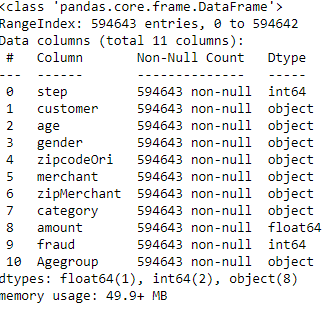 <class 'pandas.core.frame.DataFrame'>
RangeIndex: 594643 entries, 0 to 594642
Data columns (total 11 columns):
 #   Column       Non-Null Count   Dtype
---  ------       --------------   -----
 0   step         594643 non-null  int64
 1   customer     594643 non-null  object
 2   age          594643 non-null  object
 3   gender       594643 non-null  object
 4   zipcodeOri   594643 non-null  object
 5   merchant     594643 non-null  object
 6   zipMerchant  594643 non-null  object
 7   category     594643 non-null  object
 8   amount       594643 non-null  float64
 9   fraud        594643 non-null  int64
 10  Agegroup     594643 non-null  object
dtypes: float64(1), int64(2), object(8)
memory usage: 49.9+ MB